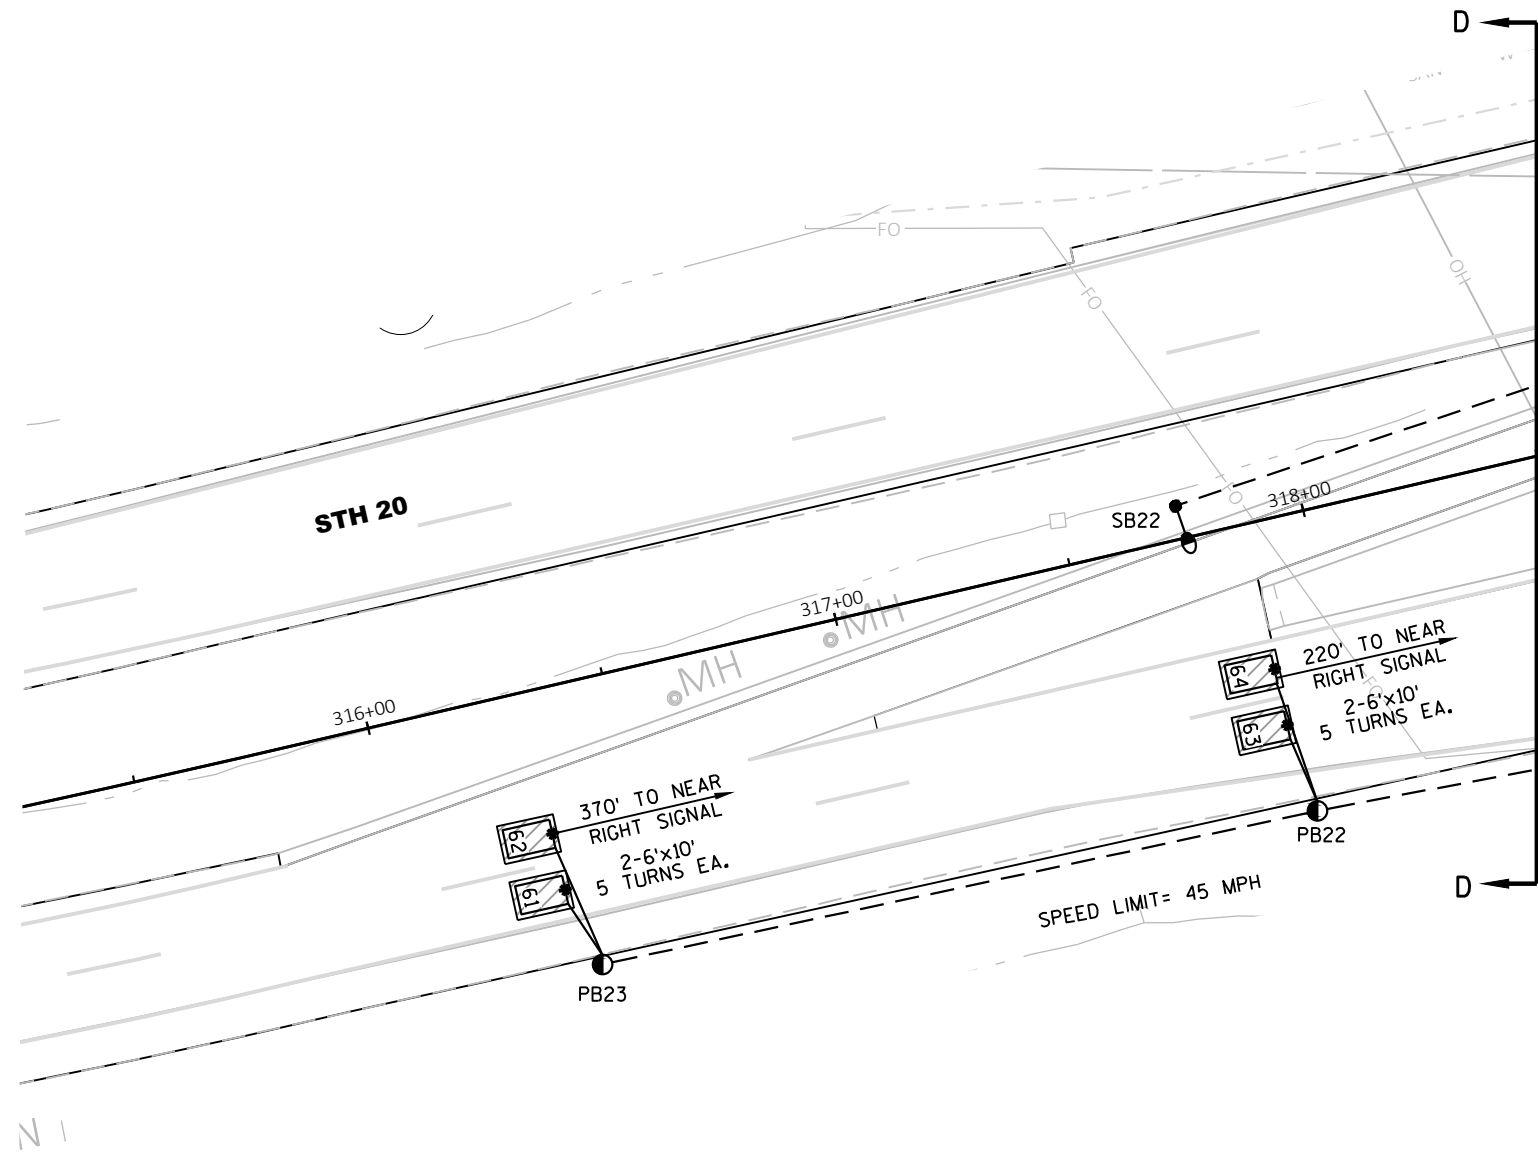 D
SAN
W
FO
FO
OH
STH 20
318+00
FO
SB22
317+00
MH
MH
316+00
64
220' TO NEAR
RIGHT SIGNAL
63
2-6'x10'
5 TURNS EA.
FO
370' TO NEAR
RIGHT SIGNAL
62
2-6'x10'
5 TURNS EA.
61
PB22
D
SPEED LIMIT= 45 MPH
PB23
N